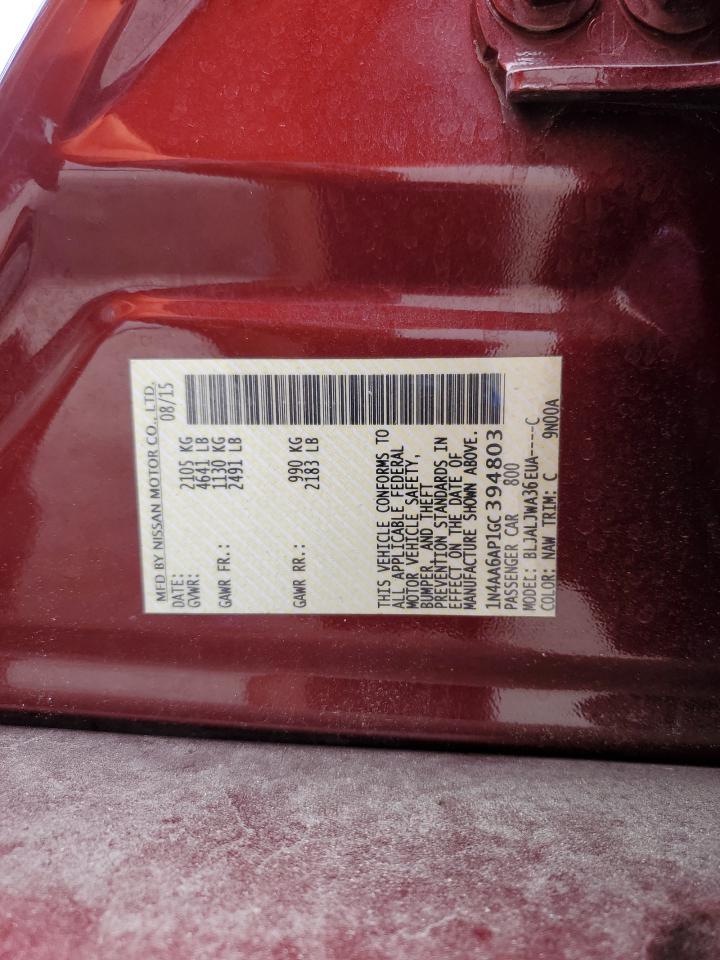 MFD BY NISSAN MOTOR CO., LTD.
DATE: 08/15
GVWR: 2105 KG
4641 LB
GAWR FR.: 1130 KG
2491 LB
GAWR RR.: 990 KG
2183 LB
THIS VEHICLE CONFORMS TO
ALL APPLICABLE FEDERAL
MOTOR VEHICLE SAFETY,
BUMPER, AND THEFT
PREVENTION STANDARDS IN
EFFECT ON THE DATE OF
MANUFACTURE SHOWN ABOVE.
1N4AA6AP1GC394803
PASSENGER CAR 800
MODEL: BLJALJWA36EUA----C
COLOR: NAW TRIM: C 9N00A